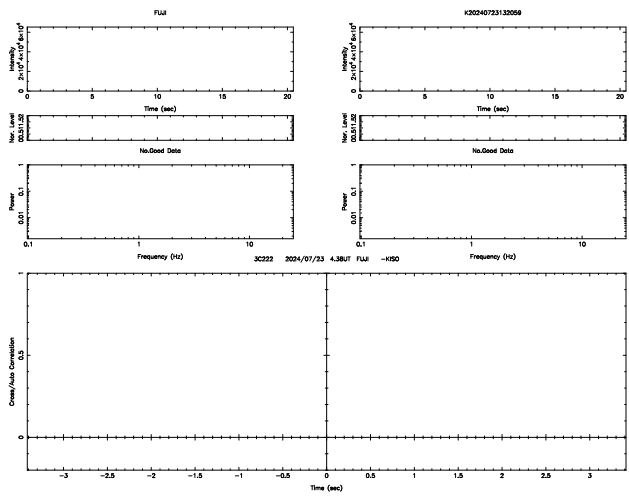 FUJI
K20240723132059
Intensity
0 2×10⁴ 4×10⁴ 6×10⁴
0 5 10 15 20
Time (sec)
Intensity
0 2×10⁴ 4×10⁴ 6×10⁴
0 5 10 15 20
Time (sec)
Nor. Level
00.511.52
Nor. Level
00.511.52
No.Good Data
No.Good Data
Power
1
0.1
0.01
0.1 1 10
Frequency (Hz)
Power
1
0.1
0.01
0.1 1 10
Frequency (Hz)
3C222 2024/07/23 4.38UT FUJI -KISO
Cross/Auto Correlation
1
0.5
0
-3 -2.5 -2 -1.5 -1 -0.5 0 0.5 1 1.5 2 2.5 3
Time (sec)